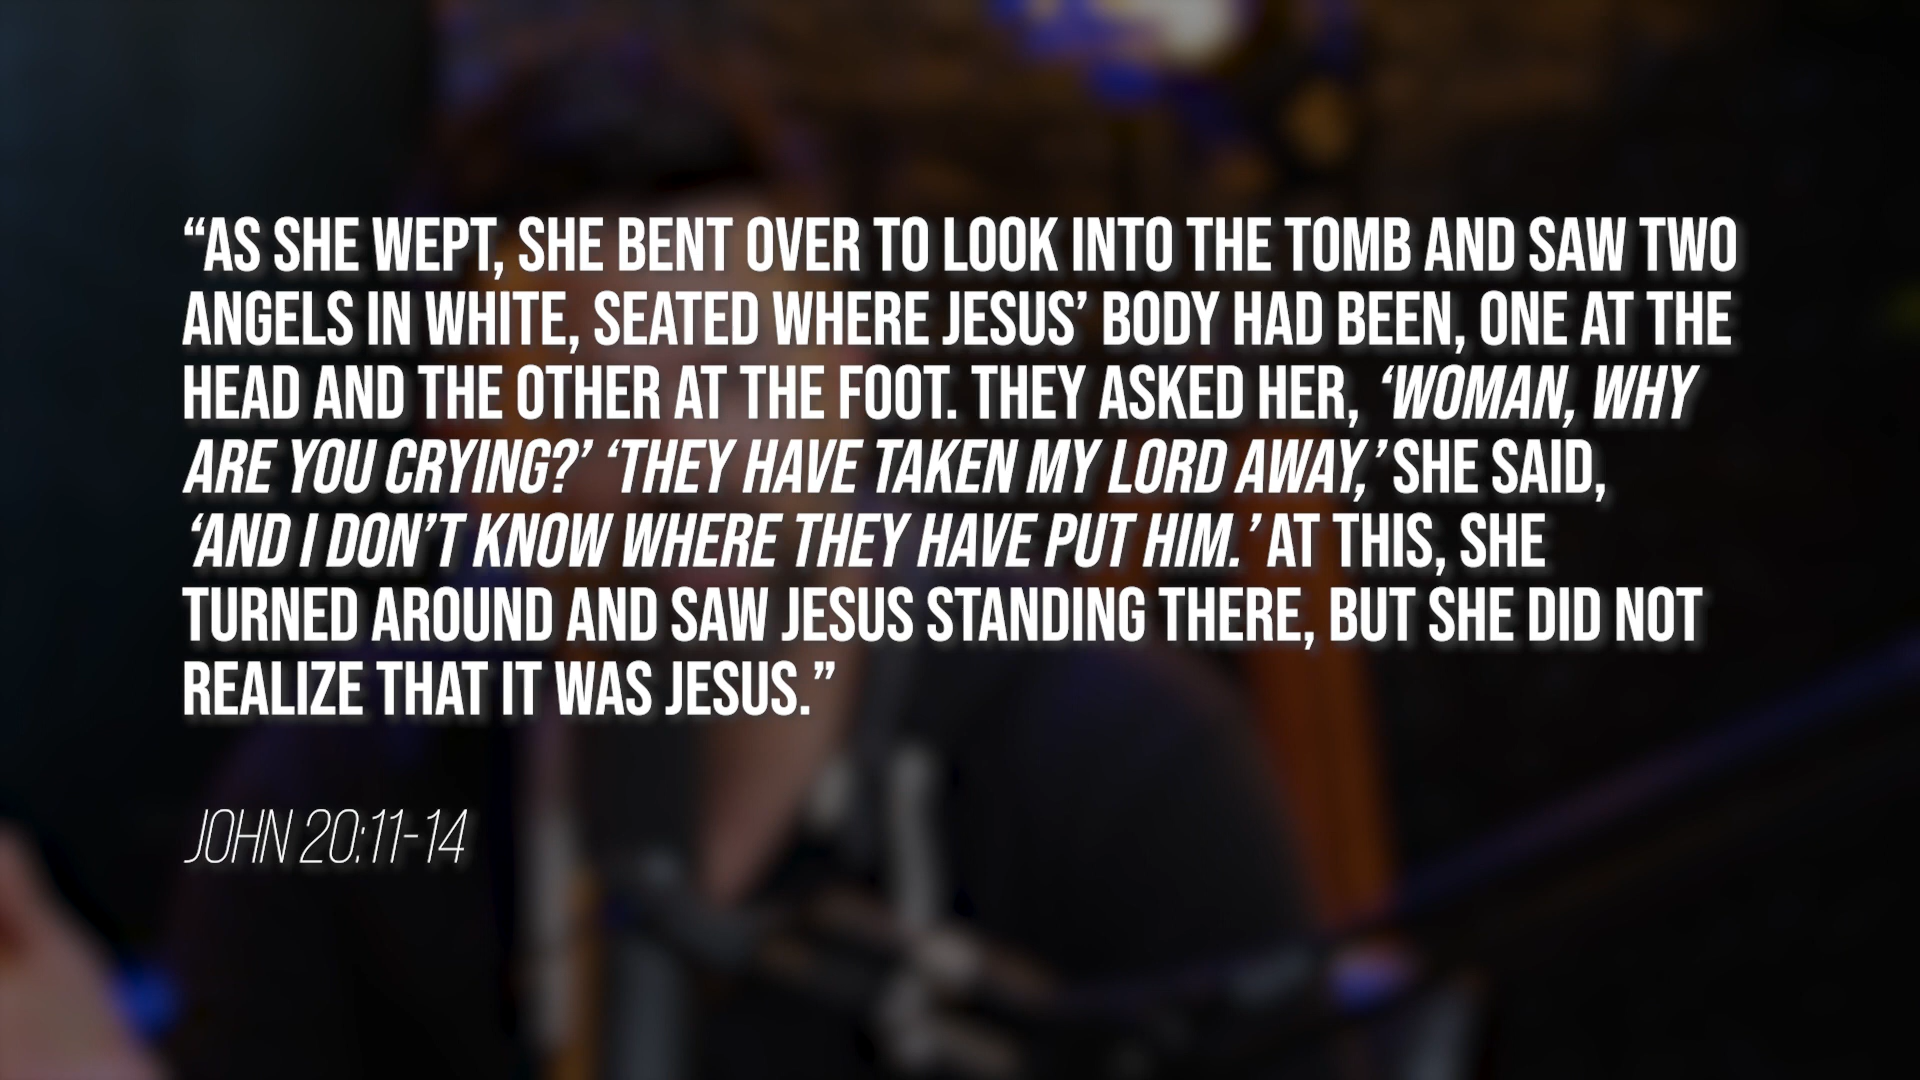 “AS SHE WEPT, SHE BENT OVER TO LOOK INTO THE TOMB AND SAW TWO
ANGELS IN WHITE, SEATED WHERE JESUS’ BODY HAD BEEN, ONE AT THE
HEAD AND THE OTHER AT THE FOOT. THEY ASKED HER, ‘WOMAN, WHY
ARE YOU CRYING?’ ‘THEY HAVE TAKEN MY LORD AWAY,’ SHE SAID,
‘AND I DON’T KNOW WHERE THEY HAVE PUT HIM.’ AT THIS, SHE
TURNED AROUND AND SAW JESUS STANDING THERE, BUT SHE DID NOT
REALIZE THAT IT WAS JESUS.”
JOHN 20:11-14